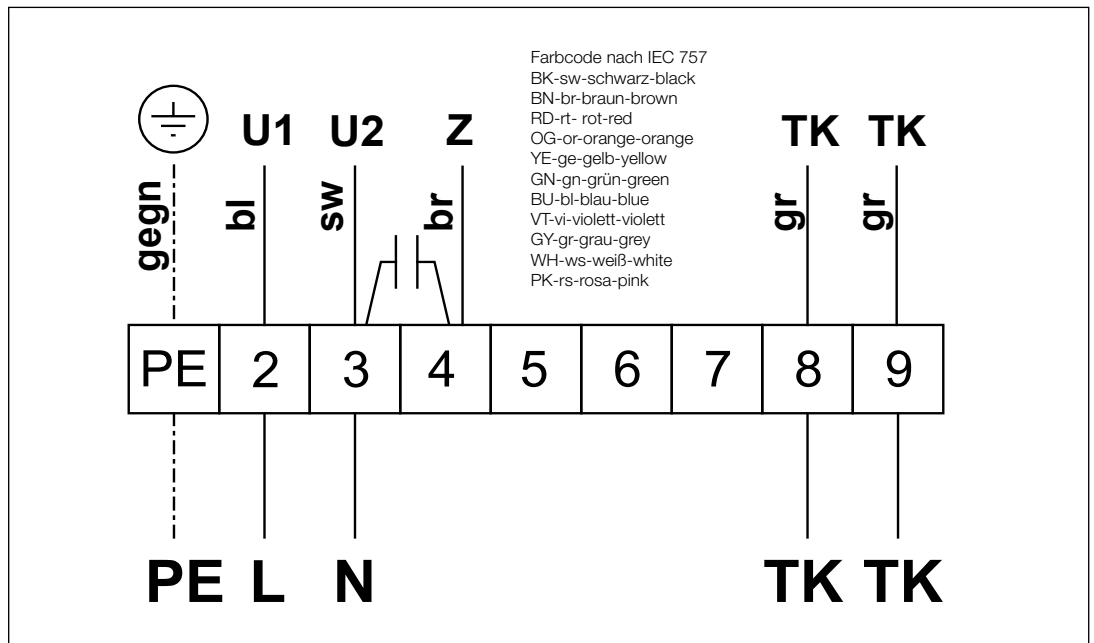 Farbcode nach IEC 757
BK-sw-schwarz-black
BN-br-braun-brown
RD-rt- rot-red
OG-or-orange-orange
YE-ge-gelb-yellow
GN-gn-grün-green
BU-bl-blau-blue
VT-vi-violett-violett
GY-gr-grau-grey
WH-ws-weiß-white
PK-rs-rosa-pink
U1 U2 Z TK TK
gegn bl sw br gr gr
PE 2 3 4 5 6 7 8 9
PE L N TK TK